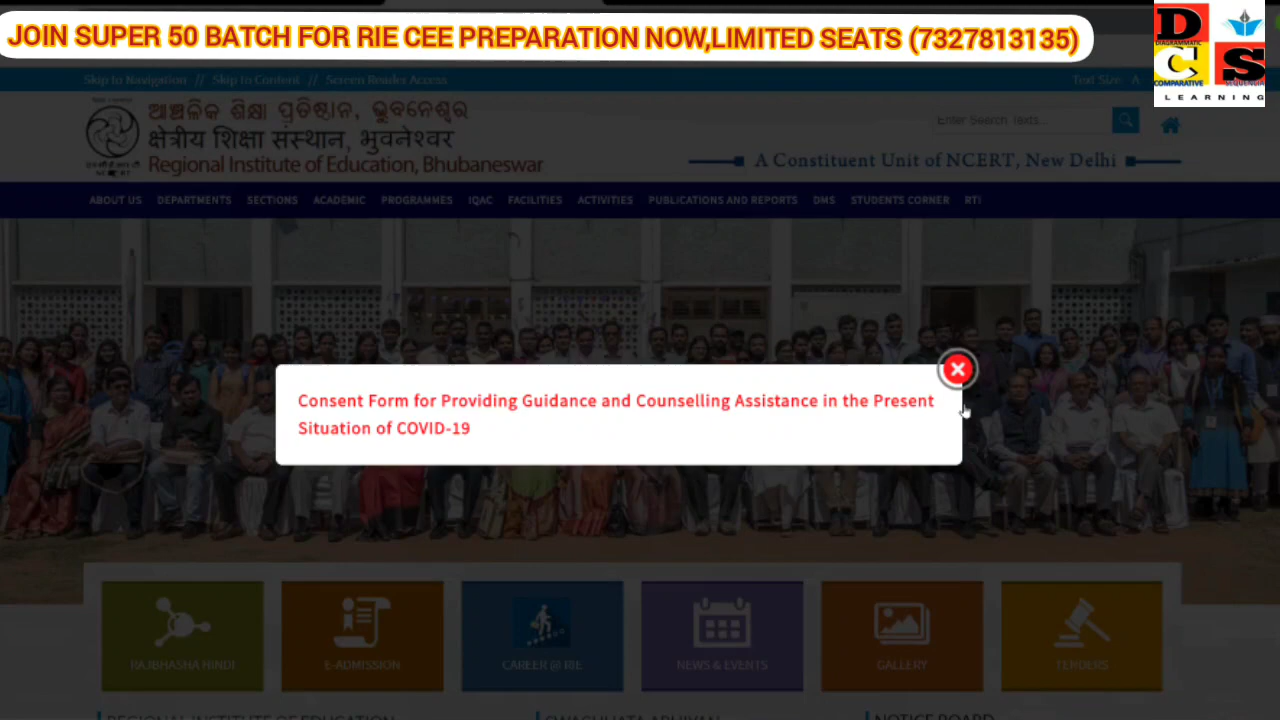 JOIN SUPER 50 BATCH FOR RIE CEE PREPARATION NOW,LIMITED SEATS (7327813135)
D
DIAGRAMMATIC
C S
COMPARATIVE SEQUENCIA
LEARNING
Skip to Navigation // Skip to Content // Screen Reader Access
Text Size: A
ଆଞ୍ଚଳିକ ଶିକ୍ଷା ପ୍ରତିଷ୍ଠାନ, ଭୁବନେଶ୍ୱର
क्षेत्रीय शिक्षा संस्थान, भुवनेश्वर
Regional Institute of Education, Bhubaneswar
Enter Search Texts...
A Constituent Unit of NCERT, New Delhi
ABOUT US DEPARTMENTS SECTIONS ACADEMIC PROGRAMMES IQAC FACILITIES ACTIVITIES PUBLICATIONS AND REPORTS DMS STUDENTS CORNER RTI
Consent Form for Providing Guidance and Counselling Assistance in the Present
Situation of COVID-19
RAJBHASHA HINDI E-ADMISSION CAREER @ RIE NEWS & EVENTS GALLERY TENDERS
REGIONAL INSTITUTE OF EDUCATION SWACHHATA ABHIYAN NOTICE BOARD